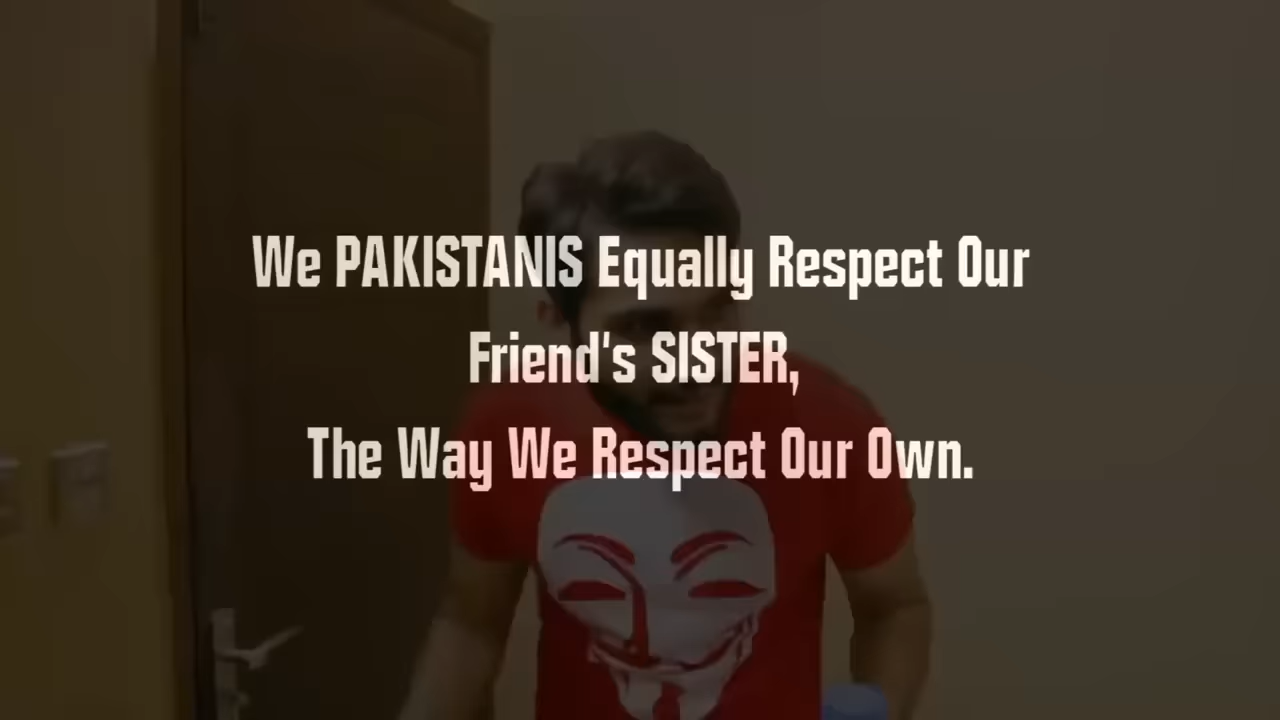 We PAKISTANIS Equally Respect Our
Friend's SISTER,
The Way We Respect Our Own.